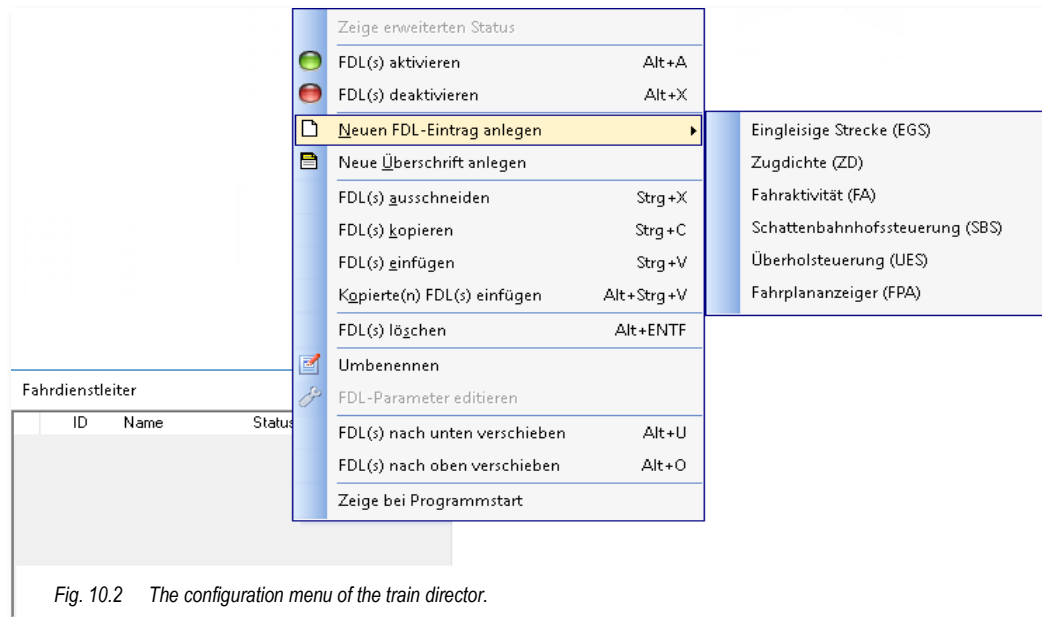 Zeige erweiterten Status
FDL(s) aktivieren Alt+A
FDL(s) deaktivieren Alt+X
Neuen FDL-Eintrag anlegen
Neue Überschrift anlegen
FDL(s) ausschneiden Strg+X
FDL(s) kopieren Strg+C
FDL(s) einfügen Strg+V
Kopierte(n) FDL(s) einfügen Alt+Strg+V
FDL(s) löschen Alt+ENTF
Umbenennen
FDL-Parameter editieren
FDL(s) nach unten verschieben Alt+U
FDL(s) nach oben verschieben Alt+O
Zeige bei Programmstart
Eingleisige Strecke (EGS)
Zugdichte (ZD)
Fahraktivität (FA)
Schattenbahnhofssteuerung (SBS)
Überholsteuerung (UES)
Fahrplananzeiger (FPA)
Fahrdienstleiter
ID Name Status
Fig. 10.2 The configuration menu of the train director.